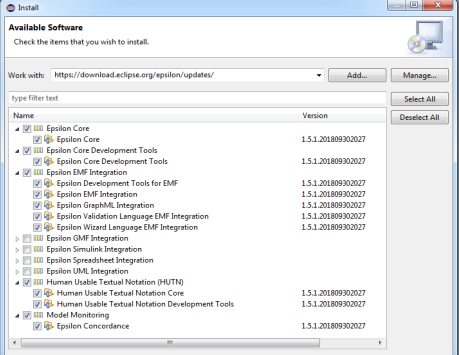 Install
Available Software
Check the items that you wish to install.
Work with: https://download.eclipse.org/epsilon/updates/ Add... Manage...
type filter text Select All
Deselect All
Name Version
Epsilon Core
Epsilon Core 1.5.1.201809302027
Epsilon Core Development Tools
Epsilon Core Development Tools 1.5.1.201809302027
Epsilon EMF Integration
Epsilon Development Tools for EMF 1.5.1.201809302027
Epsilon EMF Integration 1.5.1.201809302027
Epsilon GraphML Integration 1.5.1.201809302027
Epsilon Validation Language EMF Integration 1.5.1.201809302027
Epsilon Wizard Language EMF Integration 1.5.1.201809302027
Epsilon GMF Integration
Epsilon Simulink Integration
Epsilon Spreadsheet Integration
Epsilon UML Integration
Human Usable Textual Notation (HUTN)
Human Usable Textual Notation Core 1.5.1.201809302027
Human Usable Textual Notation Development Tools 1.5.1.201809302027
Model Monitoring
Epsilon Concordance 1.5.1.201809302027